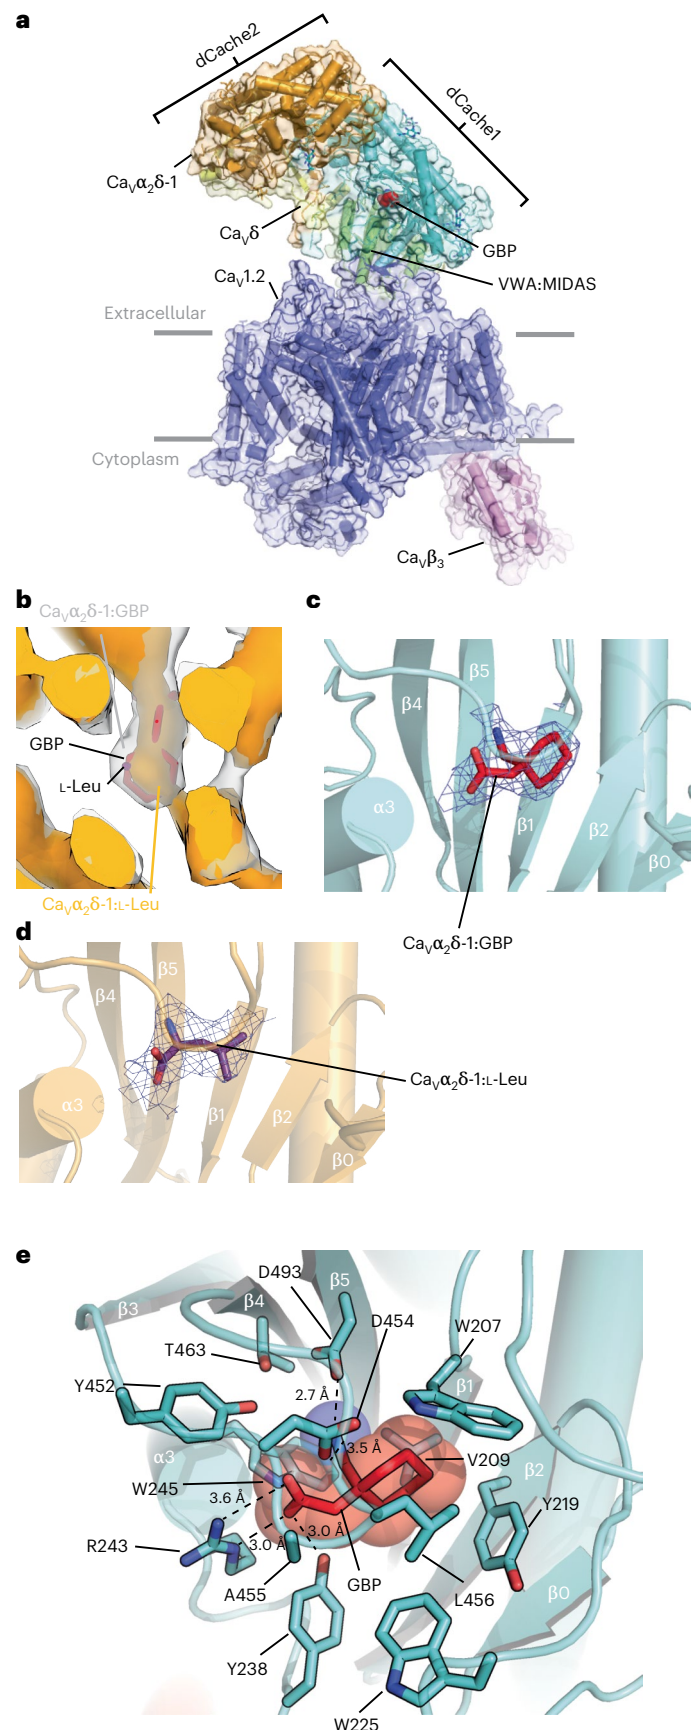 a
dCache2
dCache1
CaVα2δ-1
CaVδ
GBP
CaV1.2
VWA:MIDAS
Extracellular
Cytoplasm
CaVβ3
b
CaVα2δ-1:GBP
GBP
L-Leu
CaVα2δ-1:L-Leu
c
β5
β4
α3
β1
β2
β0
CaVα2δ-1:GBP
d
β5
β4
CaVα2δ-1:L-Leu
α3
β1
β2
β0
e
D493
β5
D454
β3
β4
W207
T463
Y452
β1
2.7 Å
3.5 Å
α3
V209
β2
W245
3.6 Å
Y219
3.0 Å
R243
3.0 Å
A455
GBP
L456
β0
Y238
W225